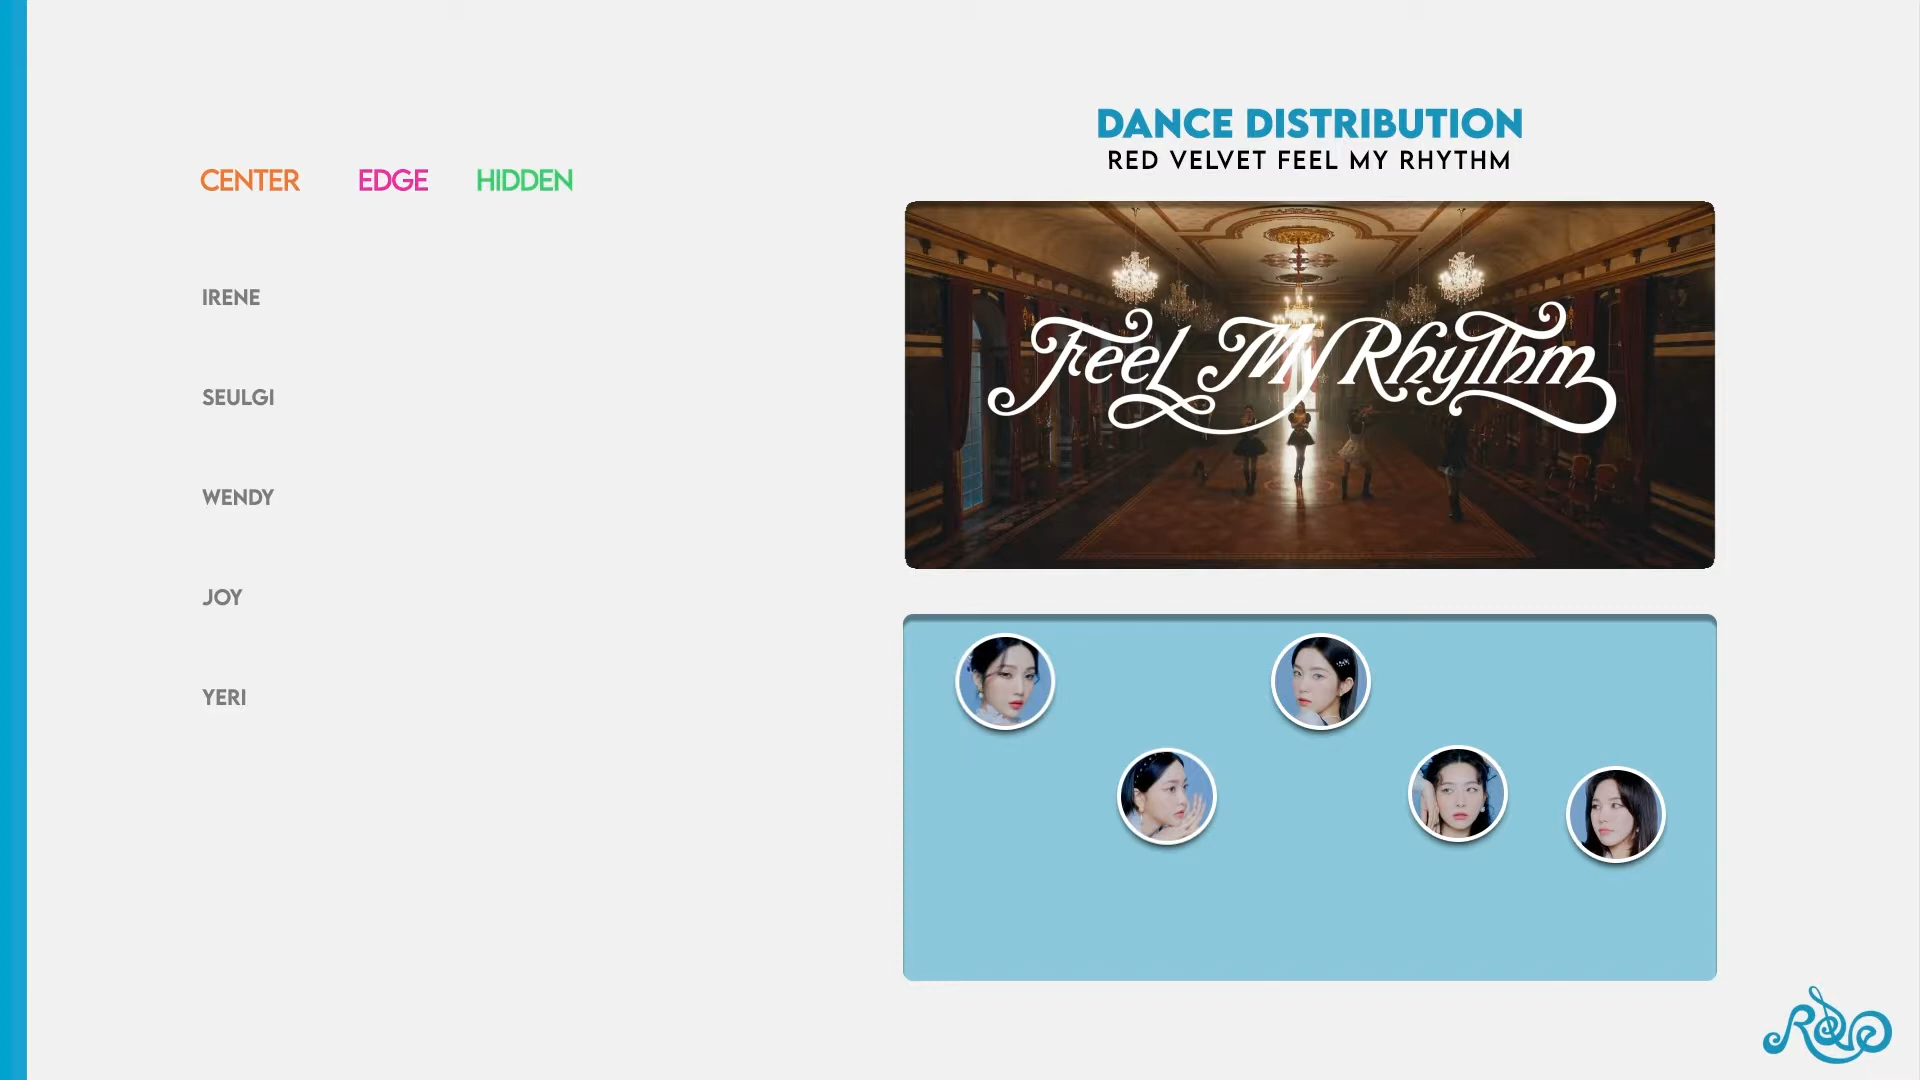 DANCE DISTRIBUTION
RED VELVET FEEL MY RHYTHM
CENTER EDGE HIDDEN
IRENE
SEULGI
WENDY
JOY
YERI
Feel My Rhythm